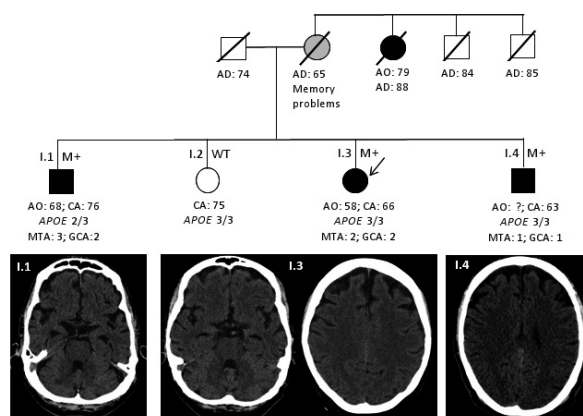 AD: 74
AD: 65
Memory
problems
AO: 79
AD: 88
AD: 84
AD: 85
I.1 M+
I.2 WT
I.3 M+
I.4 M+
AO: 68; CA: 76
APOE 2/3
MTA: 3; GCA:2
CA: 75
APOE 3/3
AO: 58; CA: 66
APOE 3/3
MTA: 2; GCA: 2
AO: ?; CA: 63
APOE 3/3
MTA: 1; GCA: 1
I.1
I.3
I.4